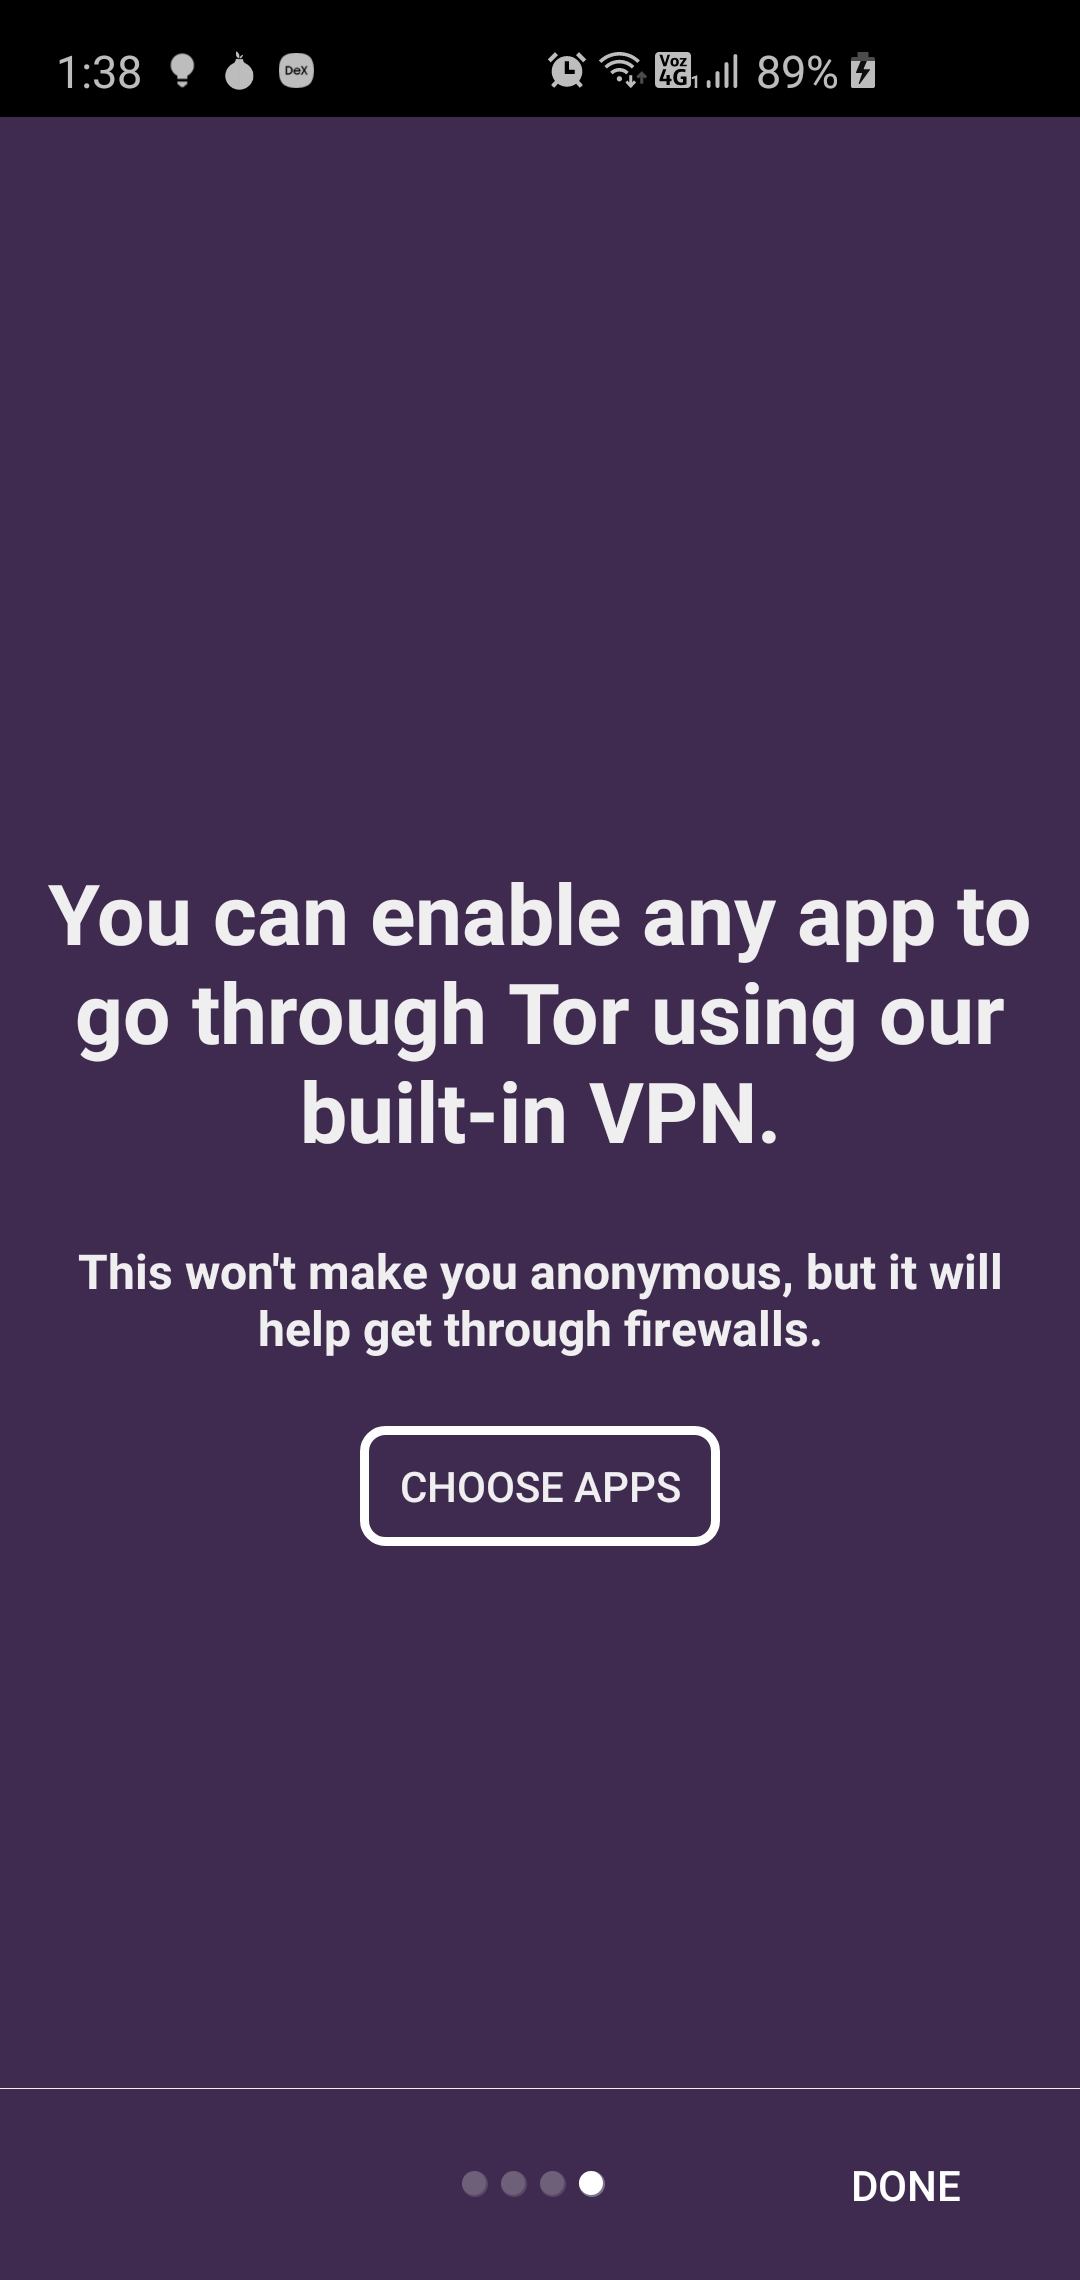 1:38 DeX Voz 4G 1 89%
You can enable any app to
go through Tor using our
built-in VPN.
This won't make you anonymous, but it will
help get through firewalls.
CHOOSE APPS
DONE